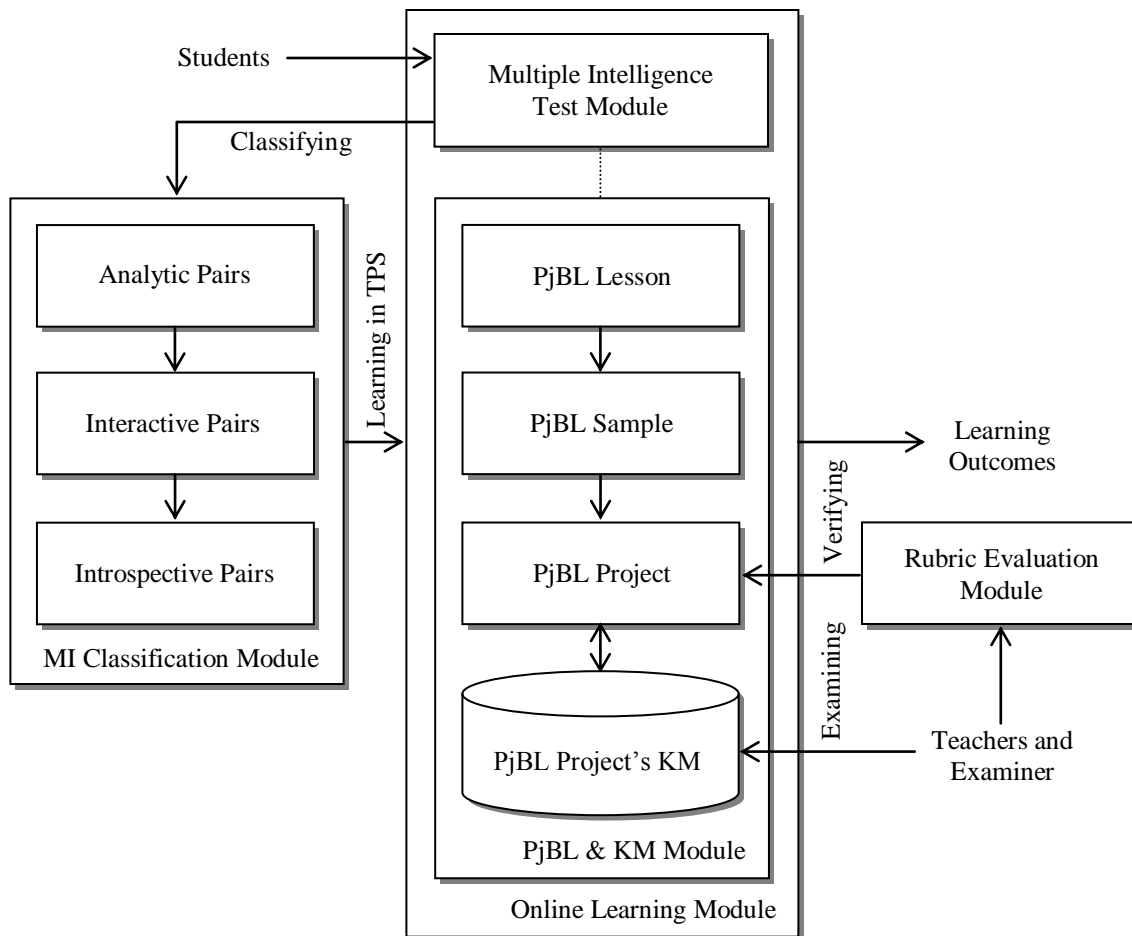 Students
Multiple Intelligence
Test Module
Classifying
Analytic Pairs
Interactive Pairs
Introspective Pairs
MI Classification Module
Learning in TPS
PjBL Lesson
PjBL Sample
PjBL Project
PjBL Project’s KM
PjBL & KM Module
Online Learning Module
Learning
Outcomes
Verifying
Rubric Evaluation
Module
Examining
Teachers and
Examiner